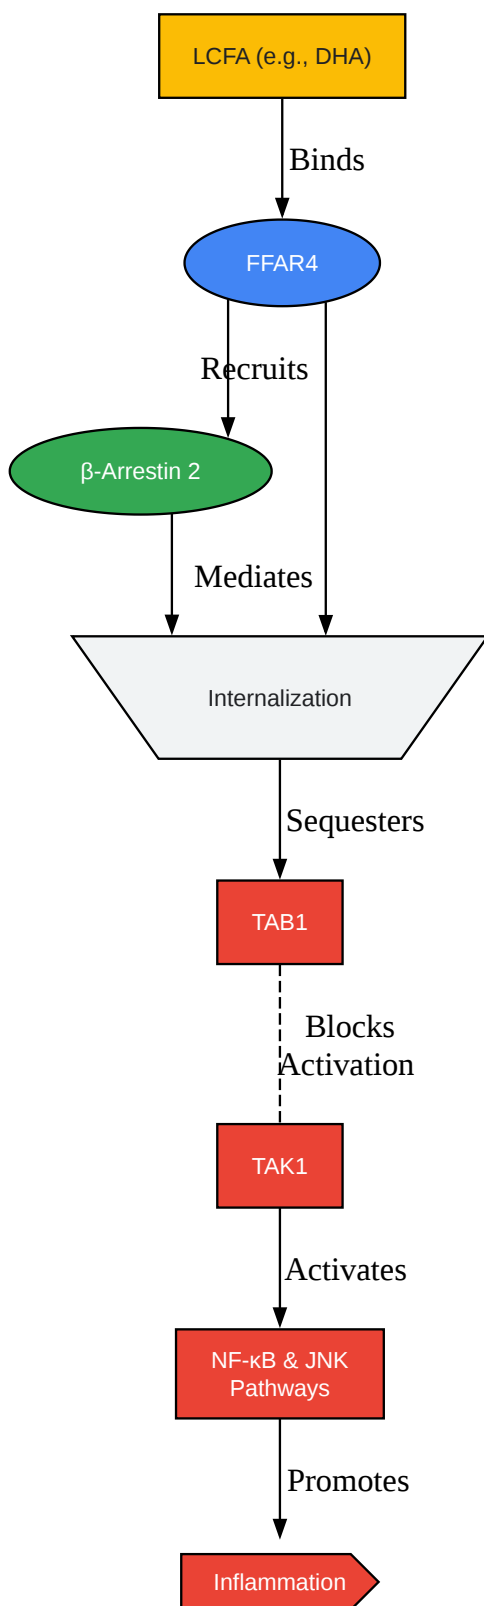 LCFA (e.g., DHA)
Binds
FFAR4
Recruits
β-Arrestin 2
Mediates
Internalization
Sequesters
TAB1
Blocks
Activation
TAK1
Activates
NF-κB & JNK
Pathways
Promotes
Inflammation